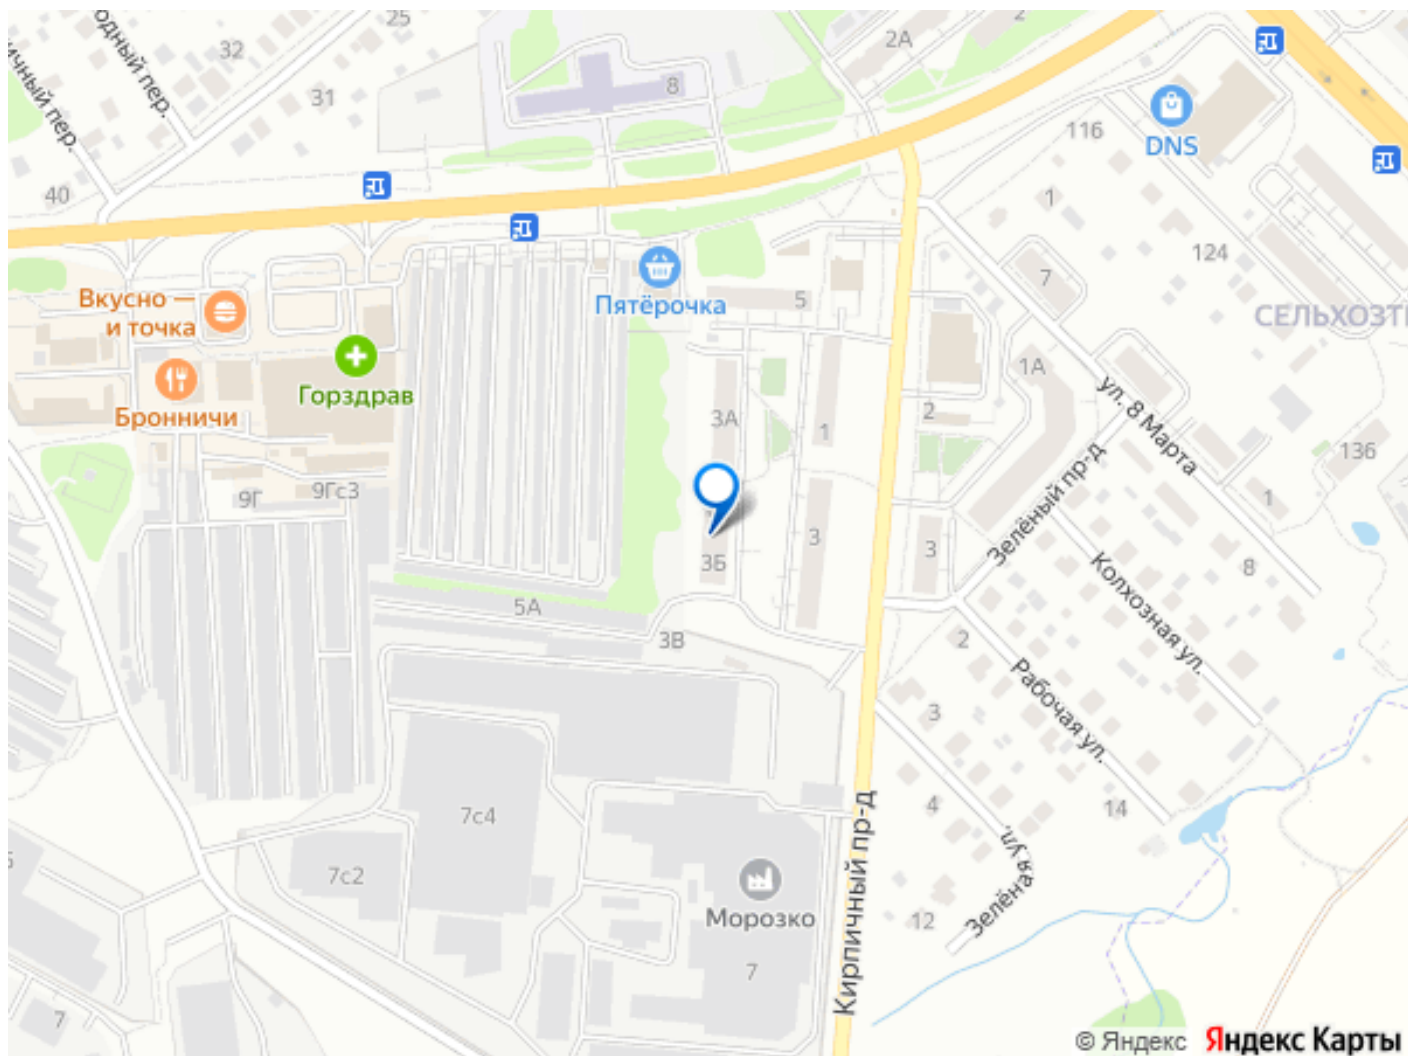 25
2
2А
32
одный пер.
ичный пер.
31
8
116
DNS
40
1
124
7
Вкусно —
и точка
Пятёрочка
5
СЕЛЬХОЗТ
Горздрав
1А
Бронничи
3А
2
1
ул. 8 Марта
136
9Г
9Гс3
1
Зелёный пр-д
3
3
3Б
8
Колхозная ул.
5А
3В
2
Рабочая ул.
3
4
14
7с4
Кирпичный пр-д
7с2
Морозко
12
Зелёная ул.
7
7
© Яндекс
Яндекс Карты